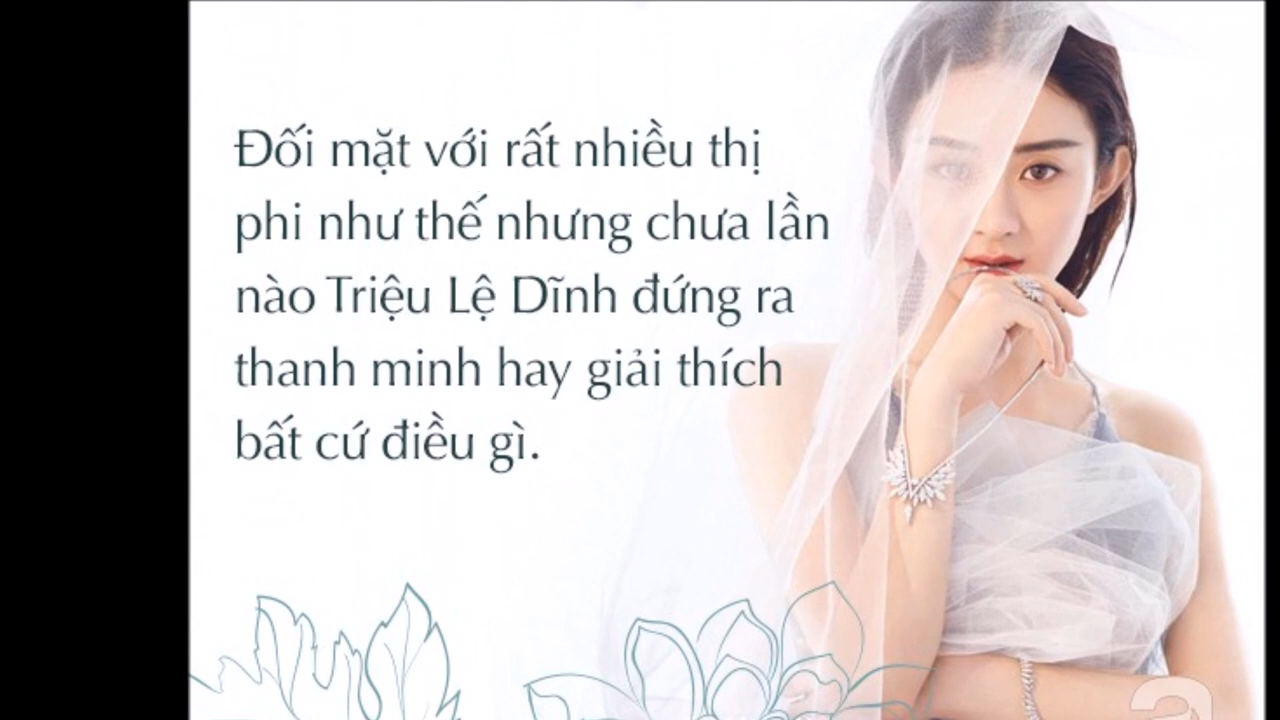 Đối mặt với rất nhiều thị
phi như thế nhưng chưa lần
nào Triệu Lệ Dĩnh đứng ra
thanh minh hay giải thích
bất cứ điều gì.